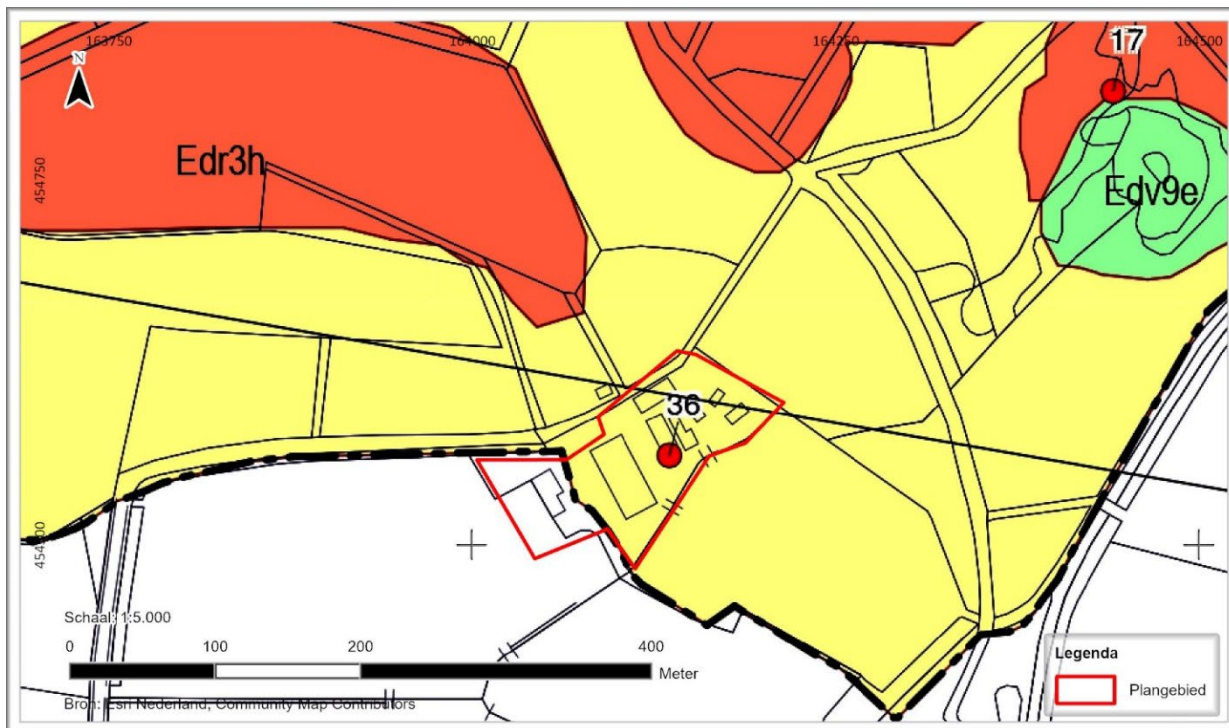 163750
164000
164250
164500
17
N
Edr3h
454750
Edv9e
36
454500
Schaal: 1:5.000
0 100 200 400
Meter
Bron: Esri Nederland, Community Map Contributors
Legenda
Plangebied